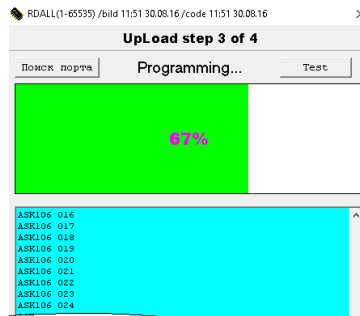 RDALL(1-65535) /bild 11:51 30.08.16 /code 11:51 30.08.16
UpLoad step 3 of 4
Поиск порта Programming... Test
67%
ASK106 016
ASK106 017
ASK106 018
ASK106 019
ASK106 020
ASK106 021
ASK106 022
ASK106 023
ASK106 024